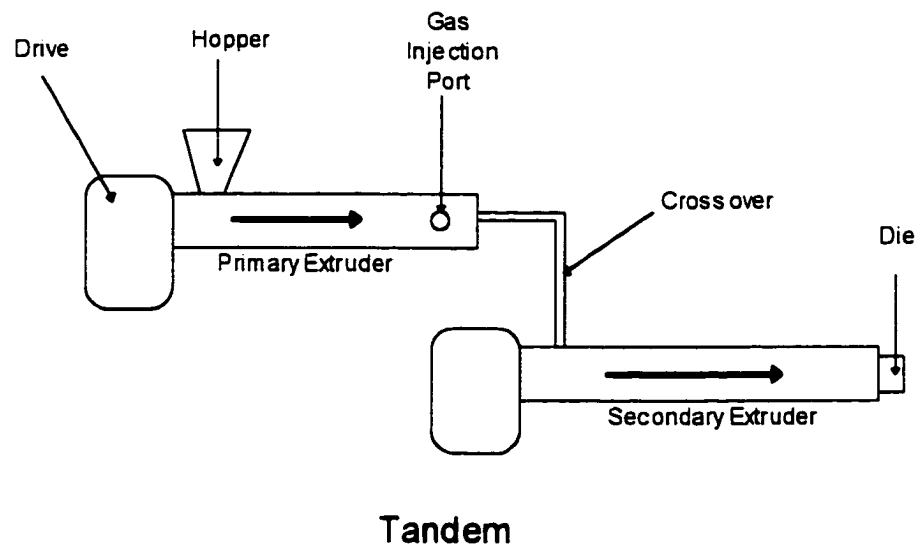 Drive
Hopper
Gas
Injection
Port
Cross over
Die
Primary Extruder
Secondary Extruder
Tandem